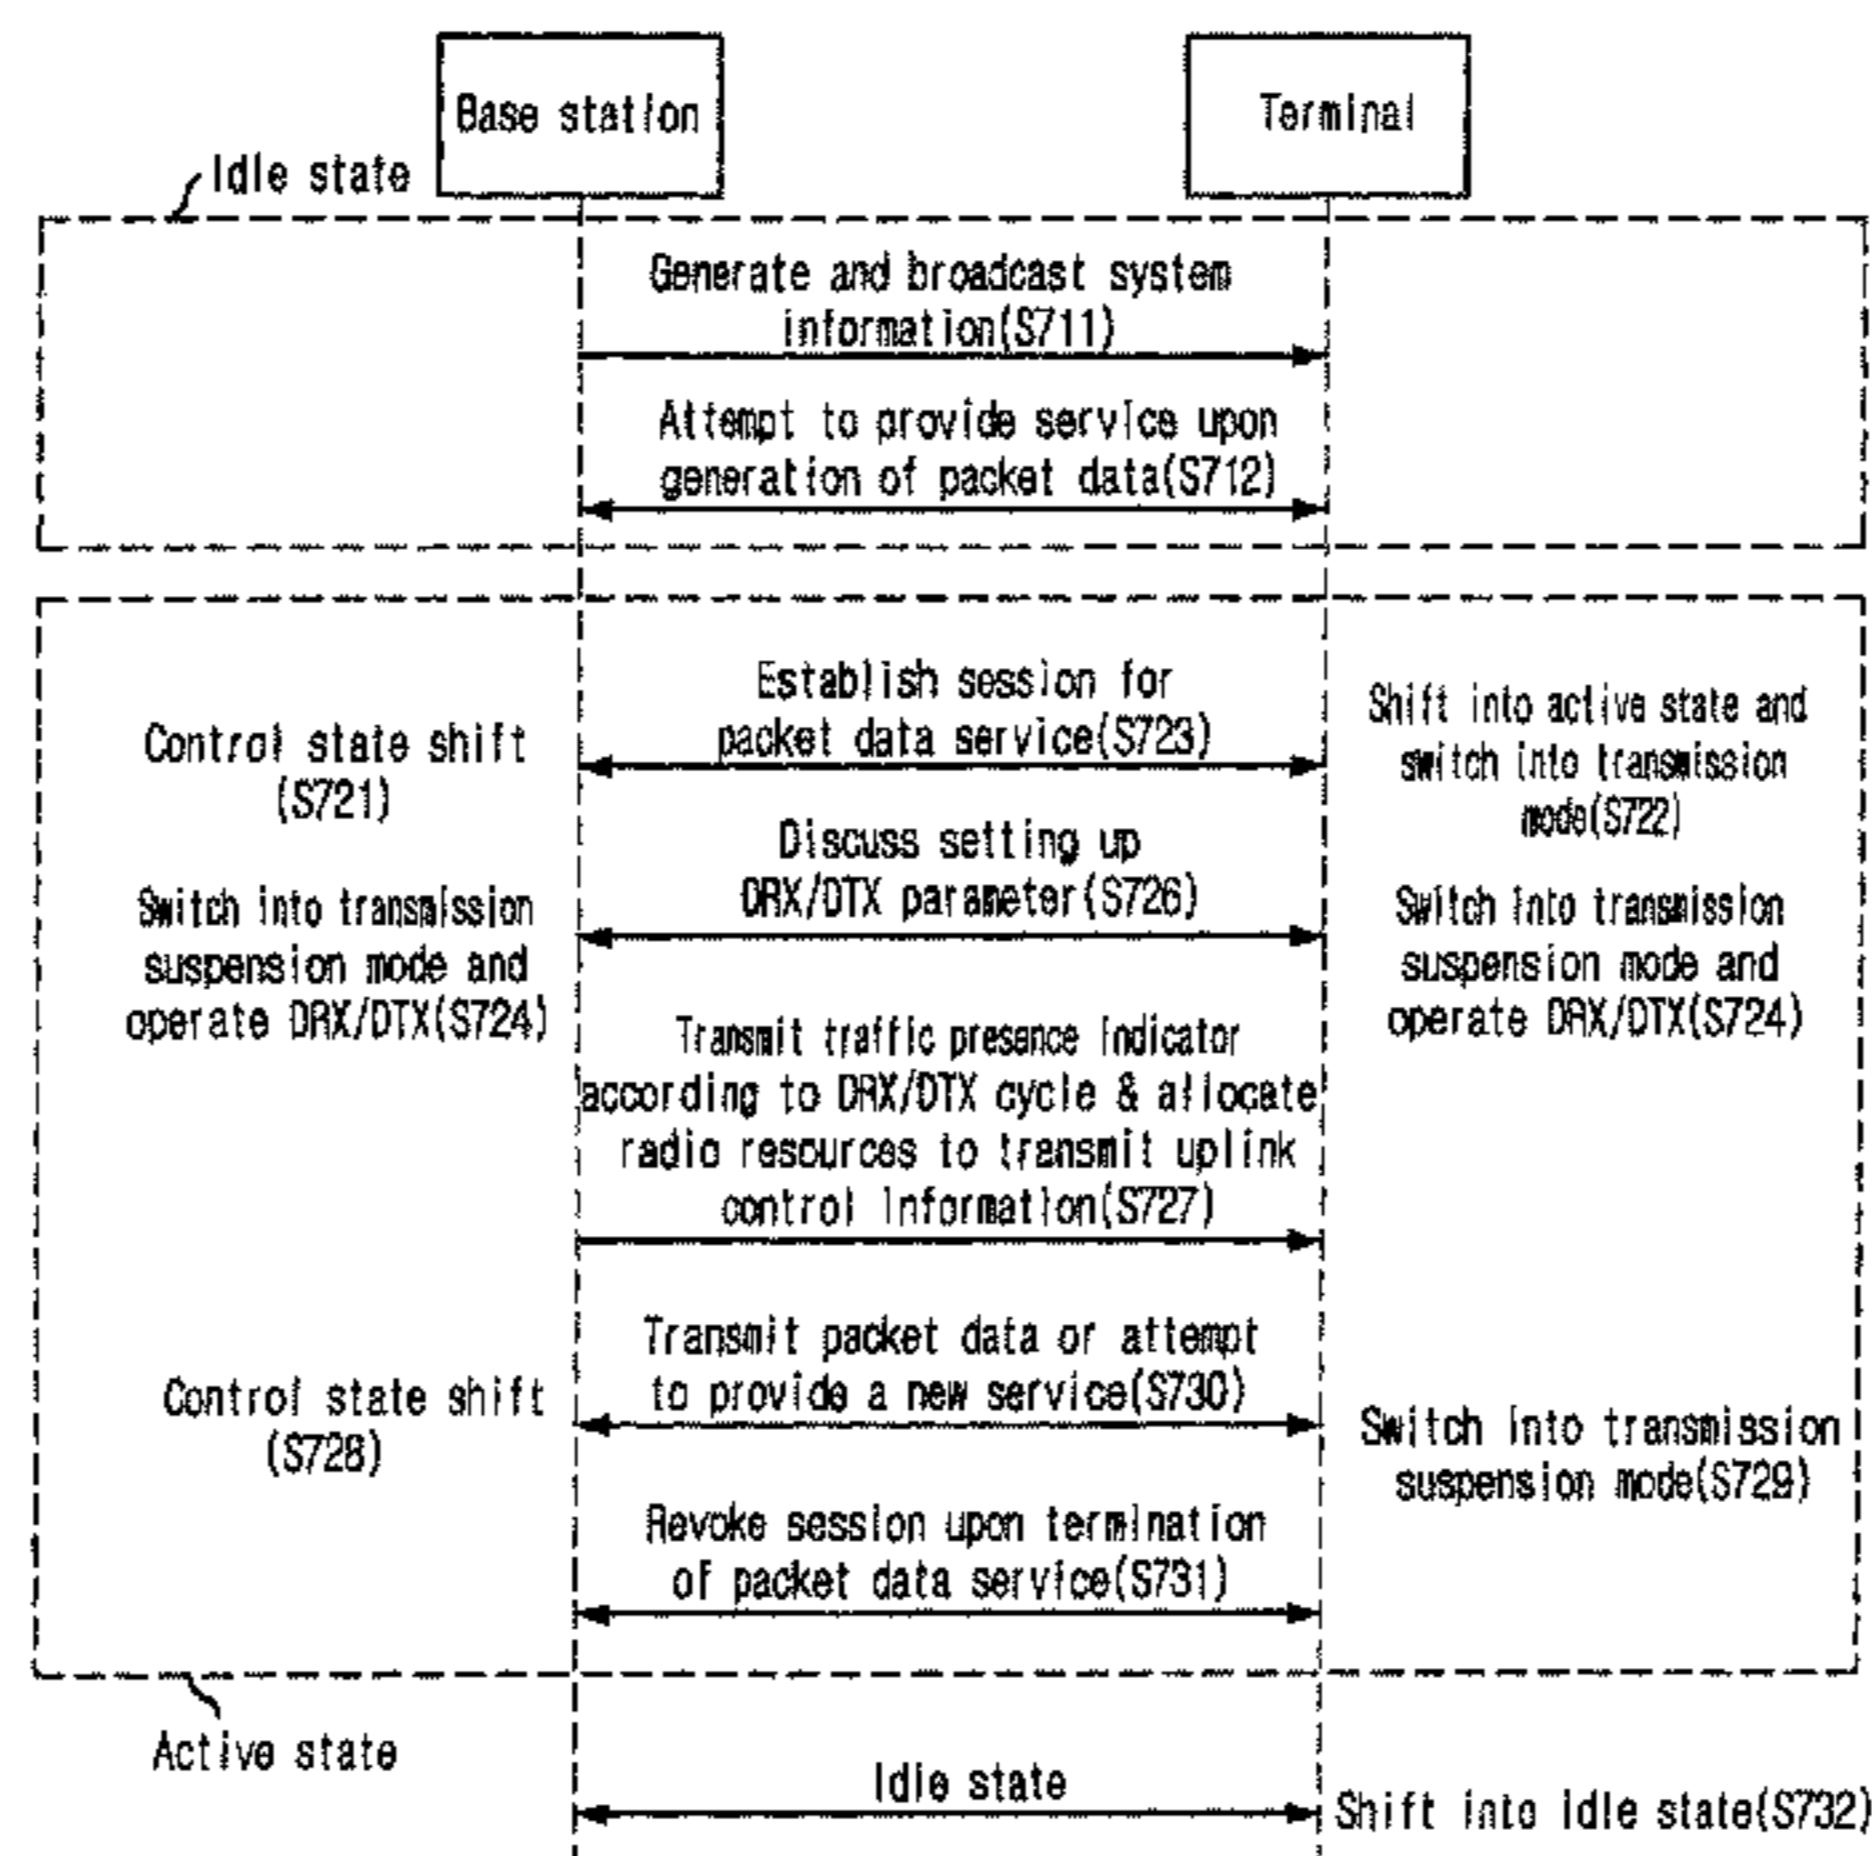 Base station
Terminal
Idle state
Generate and broadcast system
information(S711)
Attempt to provide service upon
generation of packet data(S712)
Establish session for
packet data service(S723)
Control state shift
(S721)
Shift into active state and
switch into transmission
mode(S722)
Discuss setting up
DRX/DTX parameter(S726)
Switch into transmission
suspension mode and
operate DRX/DTX(S724)
Switch into transmission
suspension mode and
operate DRX/DTX(S724)
Transmit traffic presence indicator
according to DRX/DTX cycle & allocate
radio resources to transmit uplink
control information(S727)
Transmit packet data or attempt
to provide a new service(S730)
Control state shift
(S728)
Switch into transmission
suspension mode(S729)
Revoke session upon termination
of packet data service(S731)
Active state
Idle state
Shift into idle state(S732)